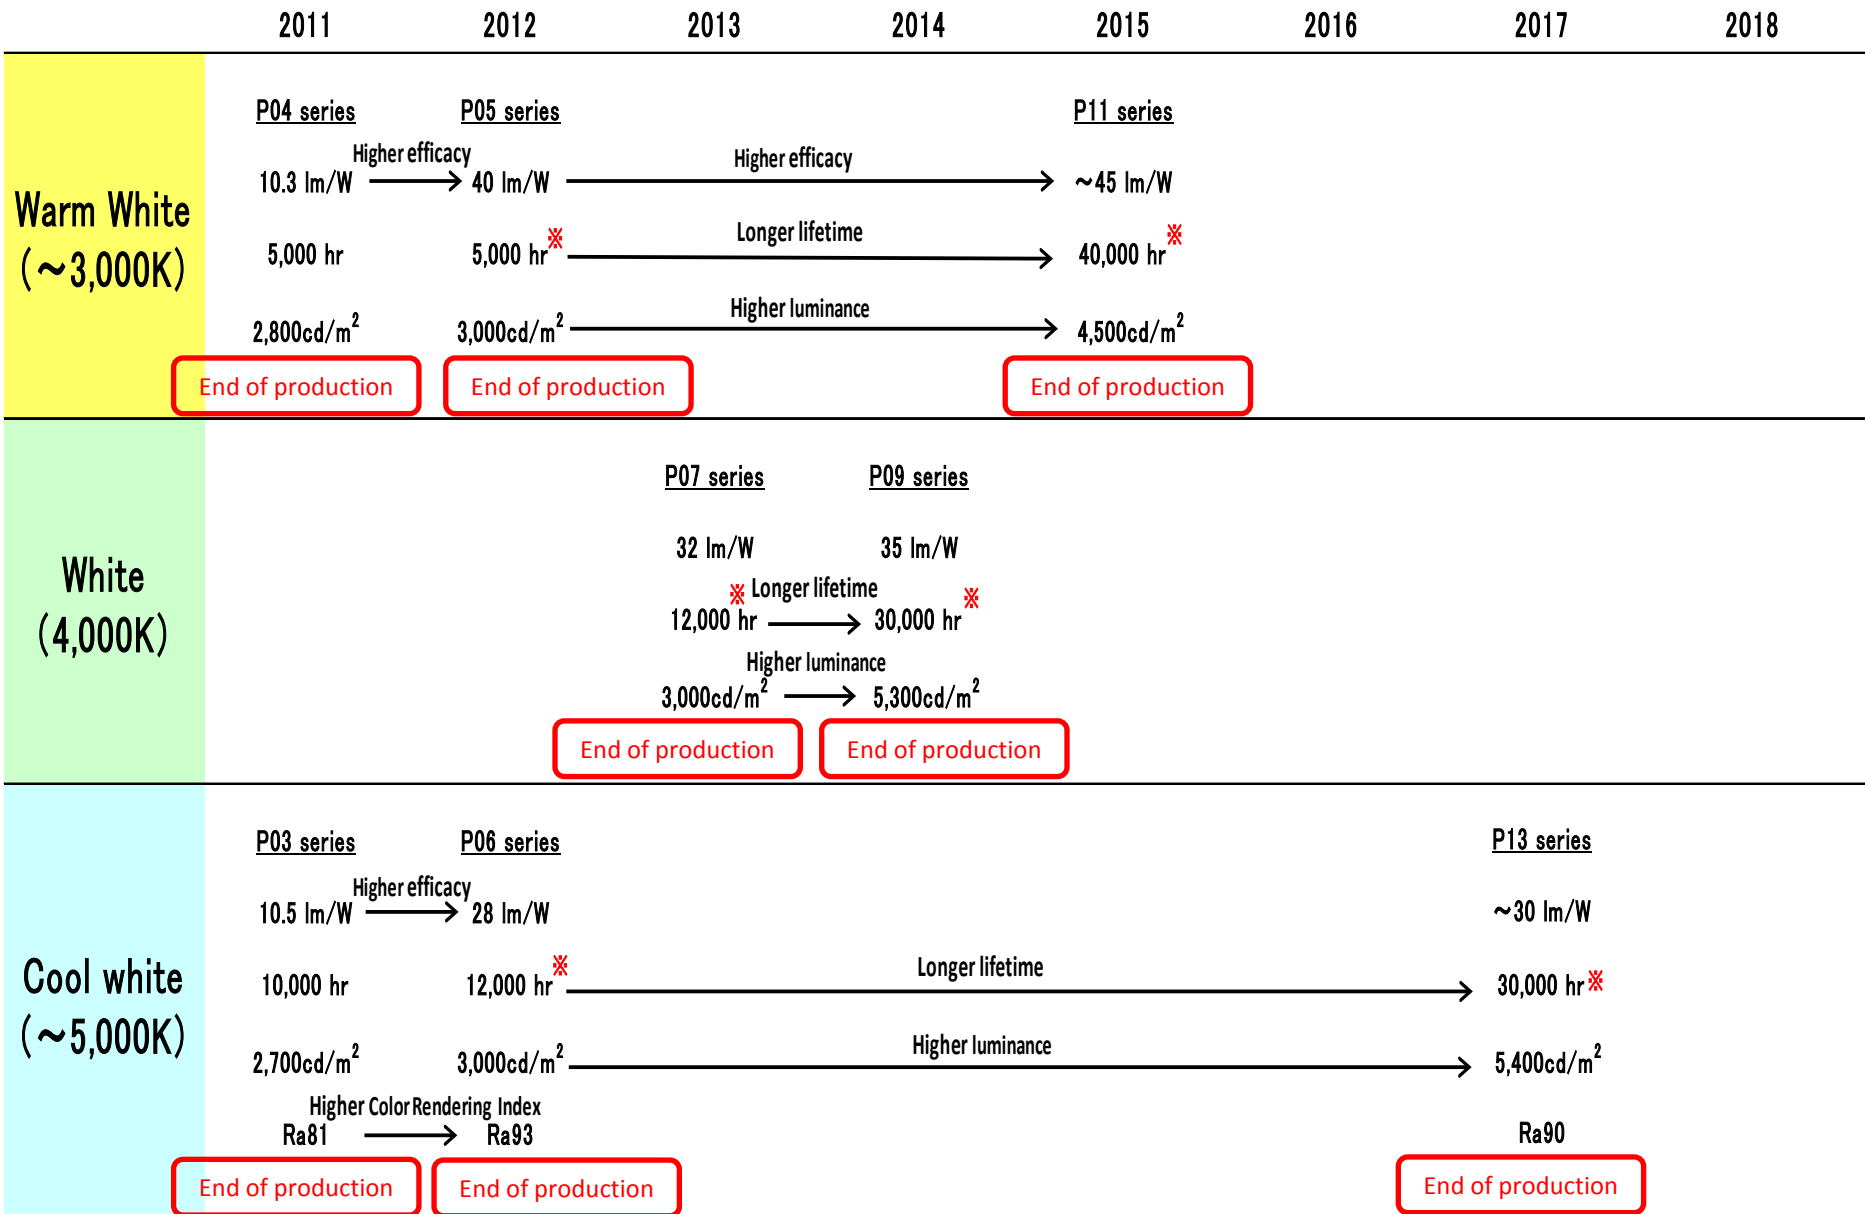 2011 2012 2013 2014 2015 2016 2017 2018
Warm White
(~3,000K)
P04 series P05 series P11 series
Higher efficacy Higher efficacy
10.3 lm/W 40 lm/W ~45 lm/W
Longer lifetime
5,000 hr 5,000 hr※ 40,000 hr※
Higher luminance
2,800cd/m² 3,000cd/m² 4,500cd/m²
End of production End of production End of production
White
(4,000K)
P07 series P09 series
32 lm/W 35 lm/W
Longer lifetime
12,000 hr※ 30,000 hr※
Higher luminance
3,000cd/m² 5,300cd/m²
End of production End of production
Cool white
(~5,000K)
P03 series P06 series P13 series
Higher efficacy
10.5 lm/W 28 lm/W ~30 lm/W
Longer lifetime
10,000 hr 12,000 hr※ 30,000 hr※
Higher luminance
2,700cd/m² 3,000cd/m² 5,400cd/m²
Higher Color Rendering Index
Ra81 Ra93 Ra90
End of production End of production End of production